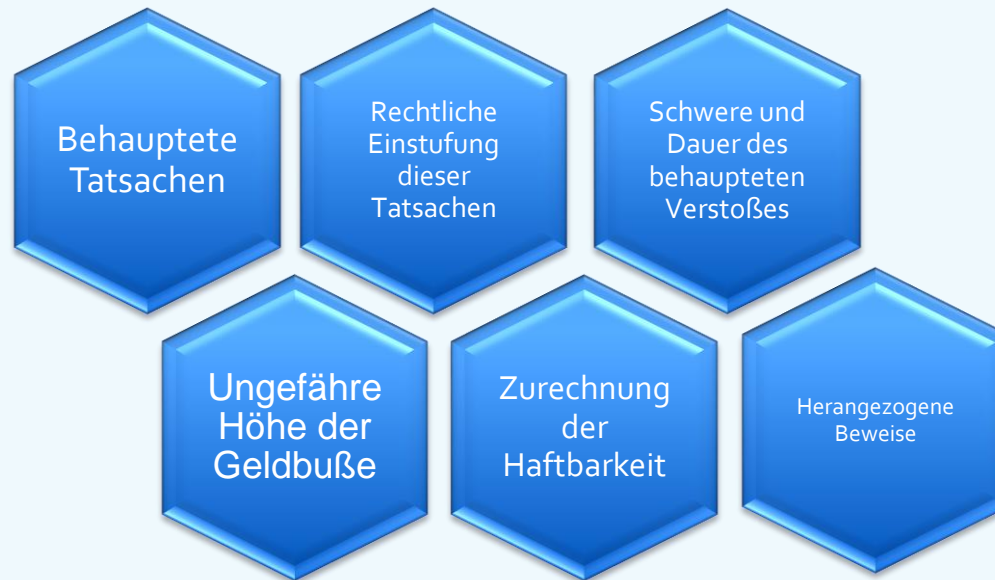 Behauptete
Tatsachen
Rechtliche
Einstufung
dieser
Tatsachen
Schwere und
Dauer des
behaupteten
Verstoßes
Ungefähre
Höhe der
Geldbuße
Zurechnung
der
Haftbarkeit
Herangezogene
Beweise